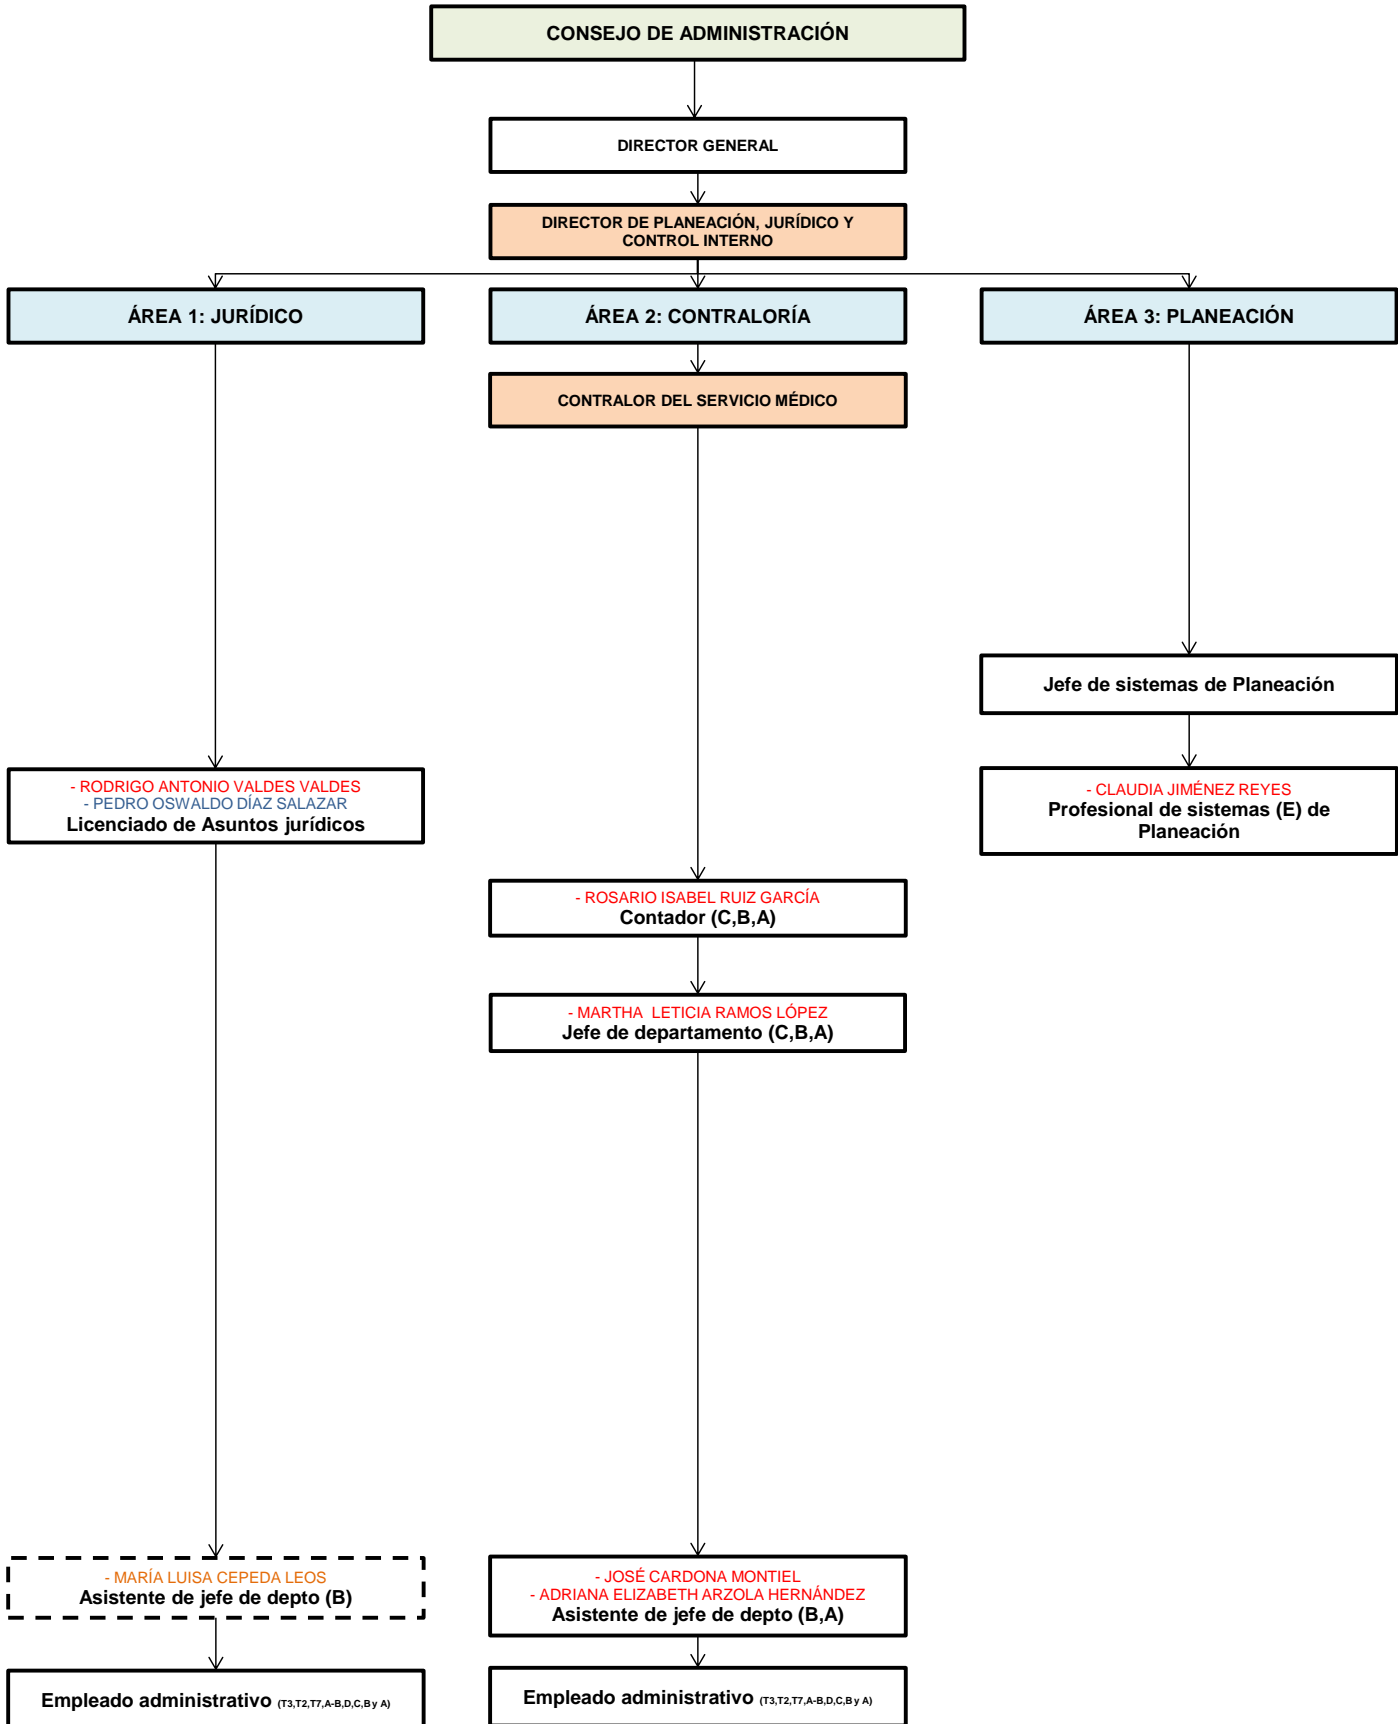 CONSEJO DE ADMINISTRACIÓN
DIRECTOR GENERAL
DIRECTOR DE PLANEACIÓN, JURÍDICO Y
CONTROL INTERNO
ÁREA 1: JURÍDICO
ÁREA 2: CONTRALORÍA
ÁREA 3: PLANEACIÓN
CONTRALOR DEL SERVICIO MÉDICO
Jefe de sistemas de Planeación
- RODRIGO ANTONIO VALDES VALDES
- PEDRO OSWALDO DÍAZ SALAZAR
Licenciado de Asuntos jurídicos
- CLAUDIA JIMÉNEZ REYES
Profesional de sistemas (E) de
Planeación
- ROSARIO ISABEL RUIZ GARCÍA
Contador (C,B,A)
- MARTHA  LETICIA RAMOS LÓPEZ
Jefe de departamento (C,B,A)
- MARÍA LUISA CEPEDA LEOS
Asistente de jefe de depto (B)
- JOSÉ CARDONA MONTIEL
- ADRIANA ELIZABETH ARZOLA HERNÁNDEZ
Asistente de jefe de depto (B,A)
Empleado administrativo (T3,T2,T7,A-B,D,C,B y A)
Empleado administrativo (T3,T2,T7,A-B,D,C,B y A)